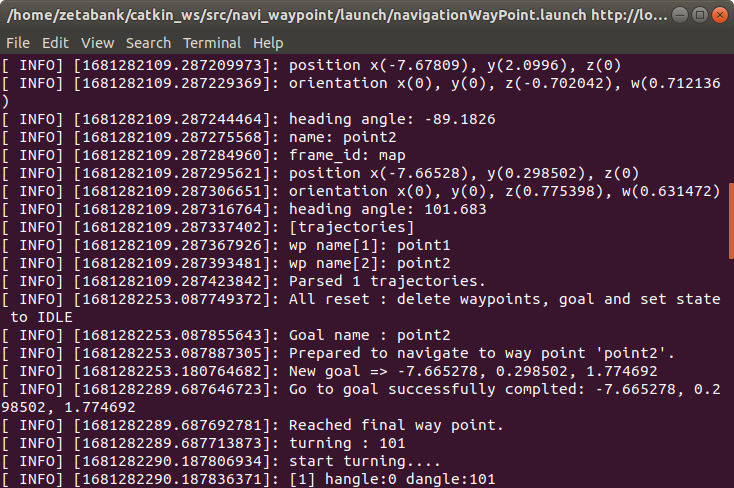 /home/zetabank/catkin_ws/src/navi_waypoint/launch/navigationWayPoint.launch http://lo...
File Edit View Search Terminal Help
[ INFO] [1681282109.287209973]: position x(-7.67809), y(2.0996), z(0)
[ INFO] [1681282109.287229369]: orientation x(0), y(0), z(-0.702042), w(0.712136
)
[ INFO] [1681282109.287244464]: heading angle: -89.1826
[ INFO] [1681282109.287275568]: name: point2
[ INFO] [1681282109.287284960]: frame_id: map
[ INFO] [1681282109.287295621]: position x(-7.66528), y(0.298502), z(0)
[ INFO] [1681282109.287306651]: orientation x(0), y(0), z(0.775398), w(0.631472)
[ INFO] [1681282109.287316764]: heading angle: 101.683
[ INFO] [1681282109.287337402]: [trajectories]
[ INFO] [1681282109.287367926]: wp name[1]: point1
[ INFO] [1681282109.287393481]: wp name[2]: point2
[ INFO] [1681282109.287423842]: Parsed 1 trajectories.
[ INFO] [1681282253.087749372]: All reset : delete waypoints, goal and set state
 to IDLE
[ INFO] [1681282253.087855643]: Goal name : point2
[ INFO] [1681282253.087887305]: Prepared to navigate to way point 'point2'.
[ INFO] [1681282253.180764682]: New goal => -7.665278, 0.298502, 1.774692
[ INFO] [1681282289.687646723]: Go to goal successfully complted: -7.665278, 0.2
98502, 1.774692
[ INFO] [1681282289.687692781]: Reached final way point.
[ INFO] [1681282289.687713873]: turning : 101
[ INFO] [1681282290.187806934]: start turning....
[ INFO] [1681282290.187836371]: [1] hangle:0 dangle:101